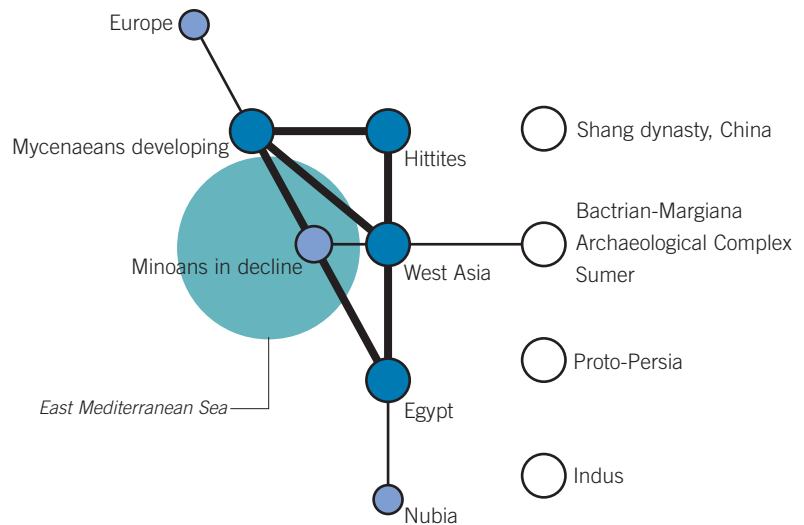 Europe
Mycenaeans developing
Hittites
Shang dynasty, China
Minoans in decline
West Asia
Bactrian-Margiana
Archaeological Complex
Sumer
Proto-Persia
East Mediterranean Sea
Egypt
Indus
Nubia